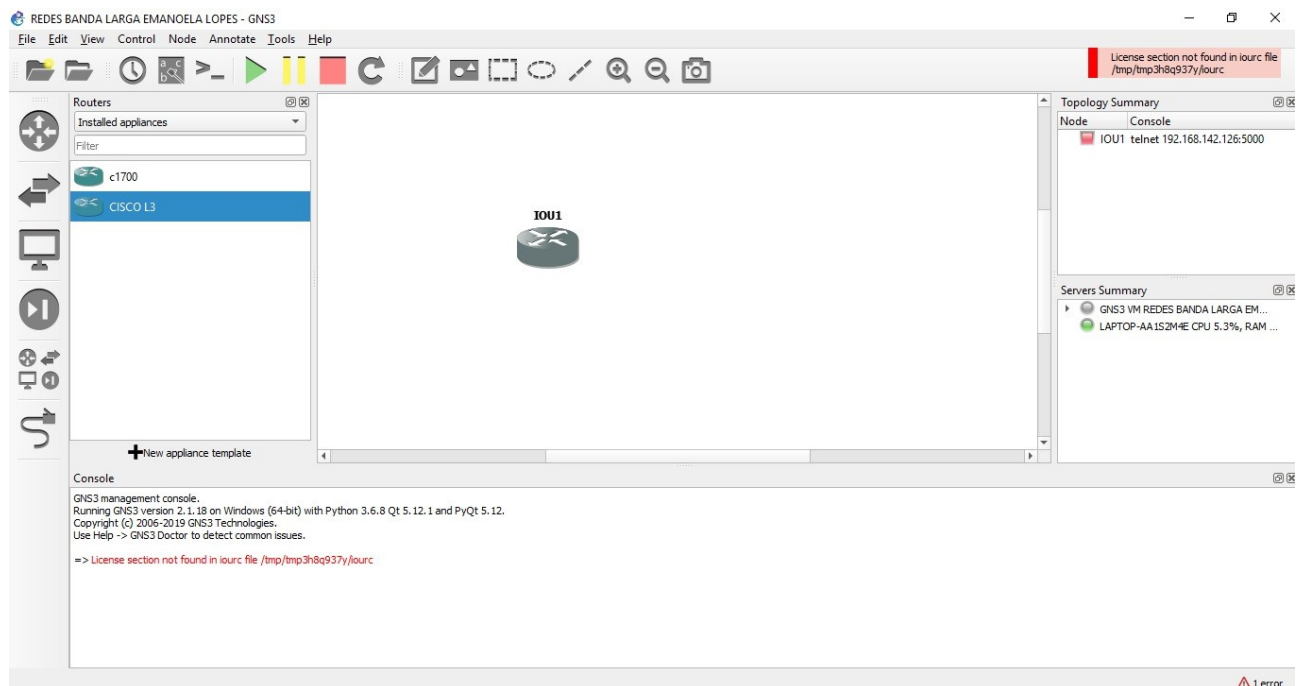 REDES BANDA LARGA EMANOELA LOPES - GNS3
File Edit View Control Node Annotate Tools Help
License section not found in iourc file
/tmp/tmp3h8q937y/iourc
Routers
Installed appliances
Filter
c1700
CISCO L3
New appliance template
IOU1
Topology Summary
Node Console
IOU1 telnet 192.168.142.126:5000
Servers Summary
GNS3 VM REDES BANDA LARGA EM...
LAPTOP-AA1S2M4E CPU 5.3%, RAM ...
Console
GNS3 management console.
Running GNS3 version 2.1.18 on Windows (64-bit) with Python 3.6.8 Qt 5.12.1 and PyQt 5.12.
Copyright (c) 2006-2019 GNS3 Technologies.
Use Help -> GNS3 Doctor to detect common issues.
=> License section not found in iourc file /tmp/tmp3h8q937y/iourc
1 error